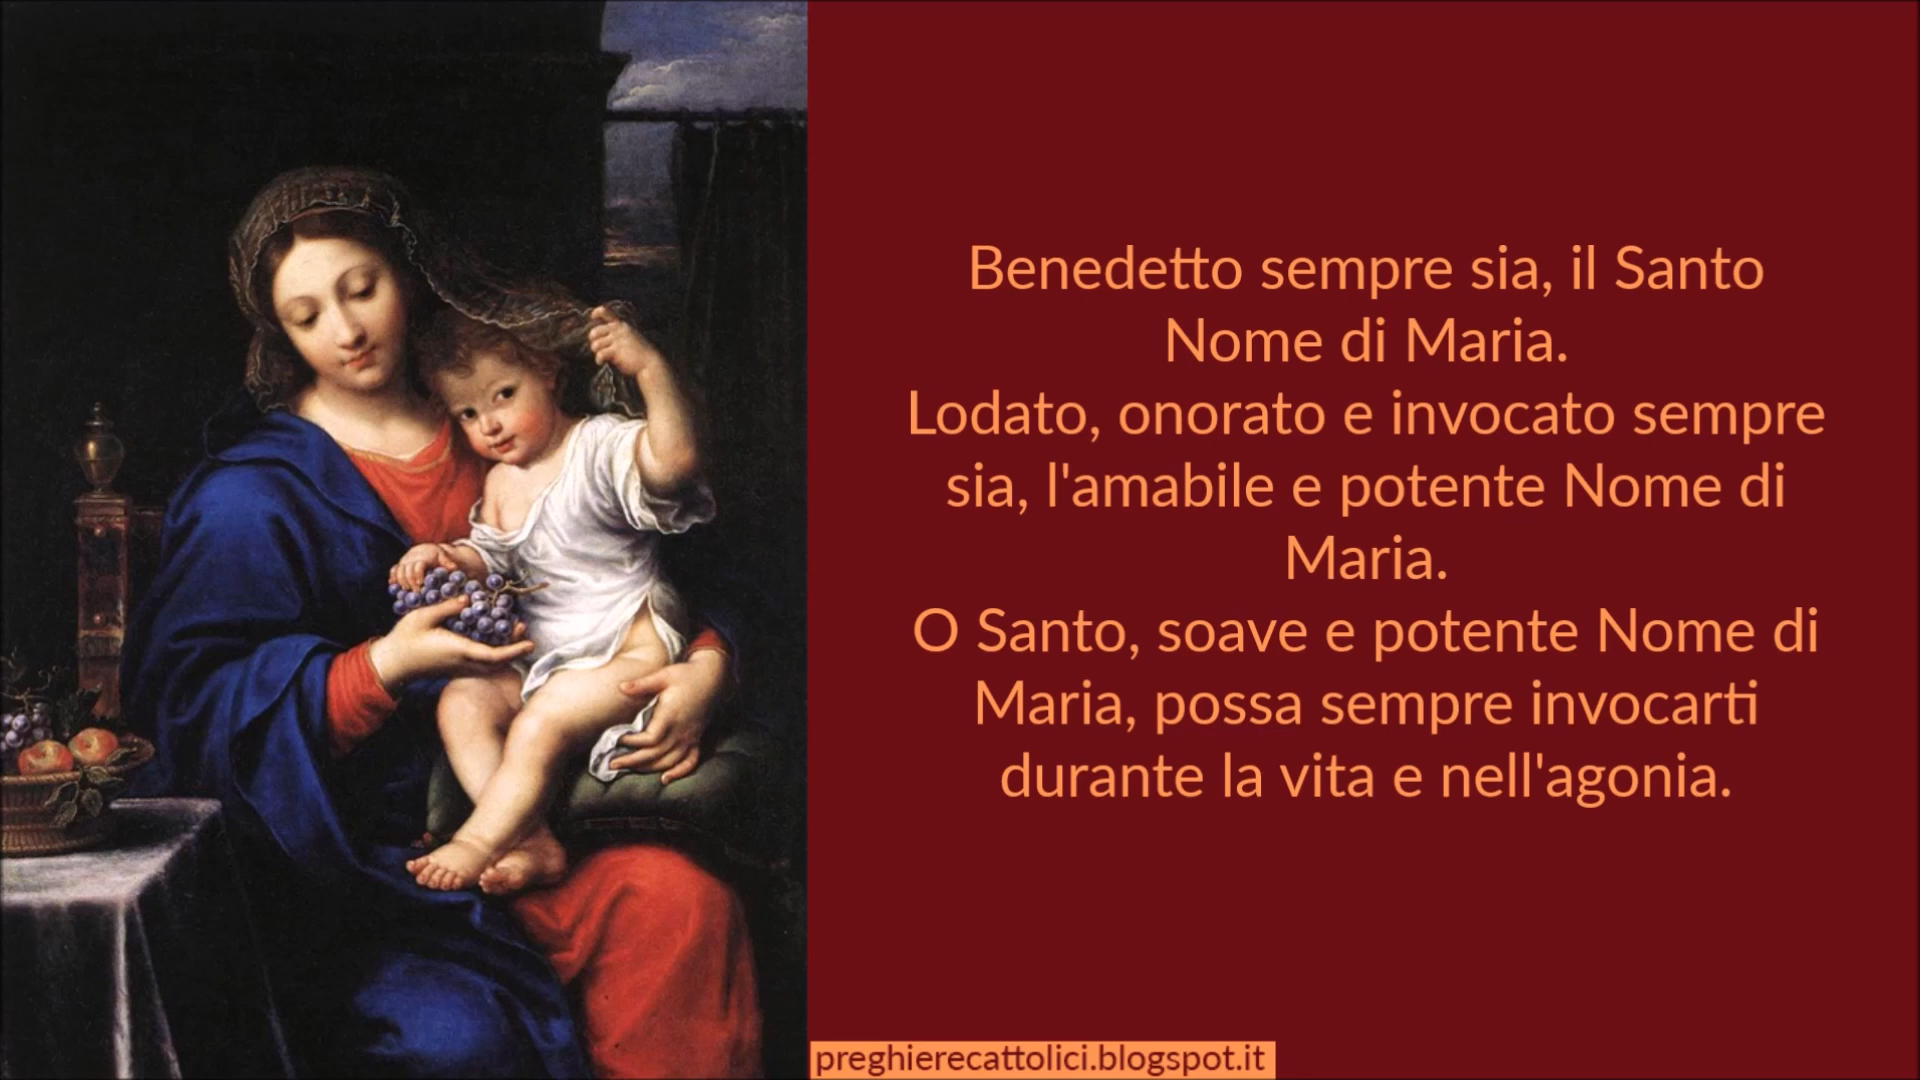 Benedetto sempre sia, il Santo
Nome di Maria.
Lodato, onorato e invocato sempre
sia, l'amabile e potente Nome di
Maria.
O Santo, soave e potente Nome di
Maria, possa sempre invocarti
durante la vita e nell'agonia.
preghierecattolici.blogspot.it